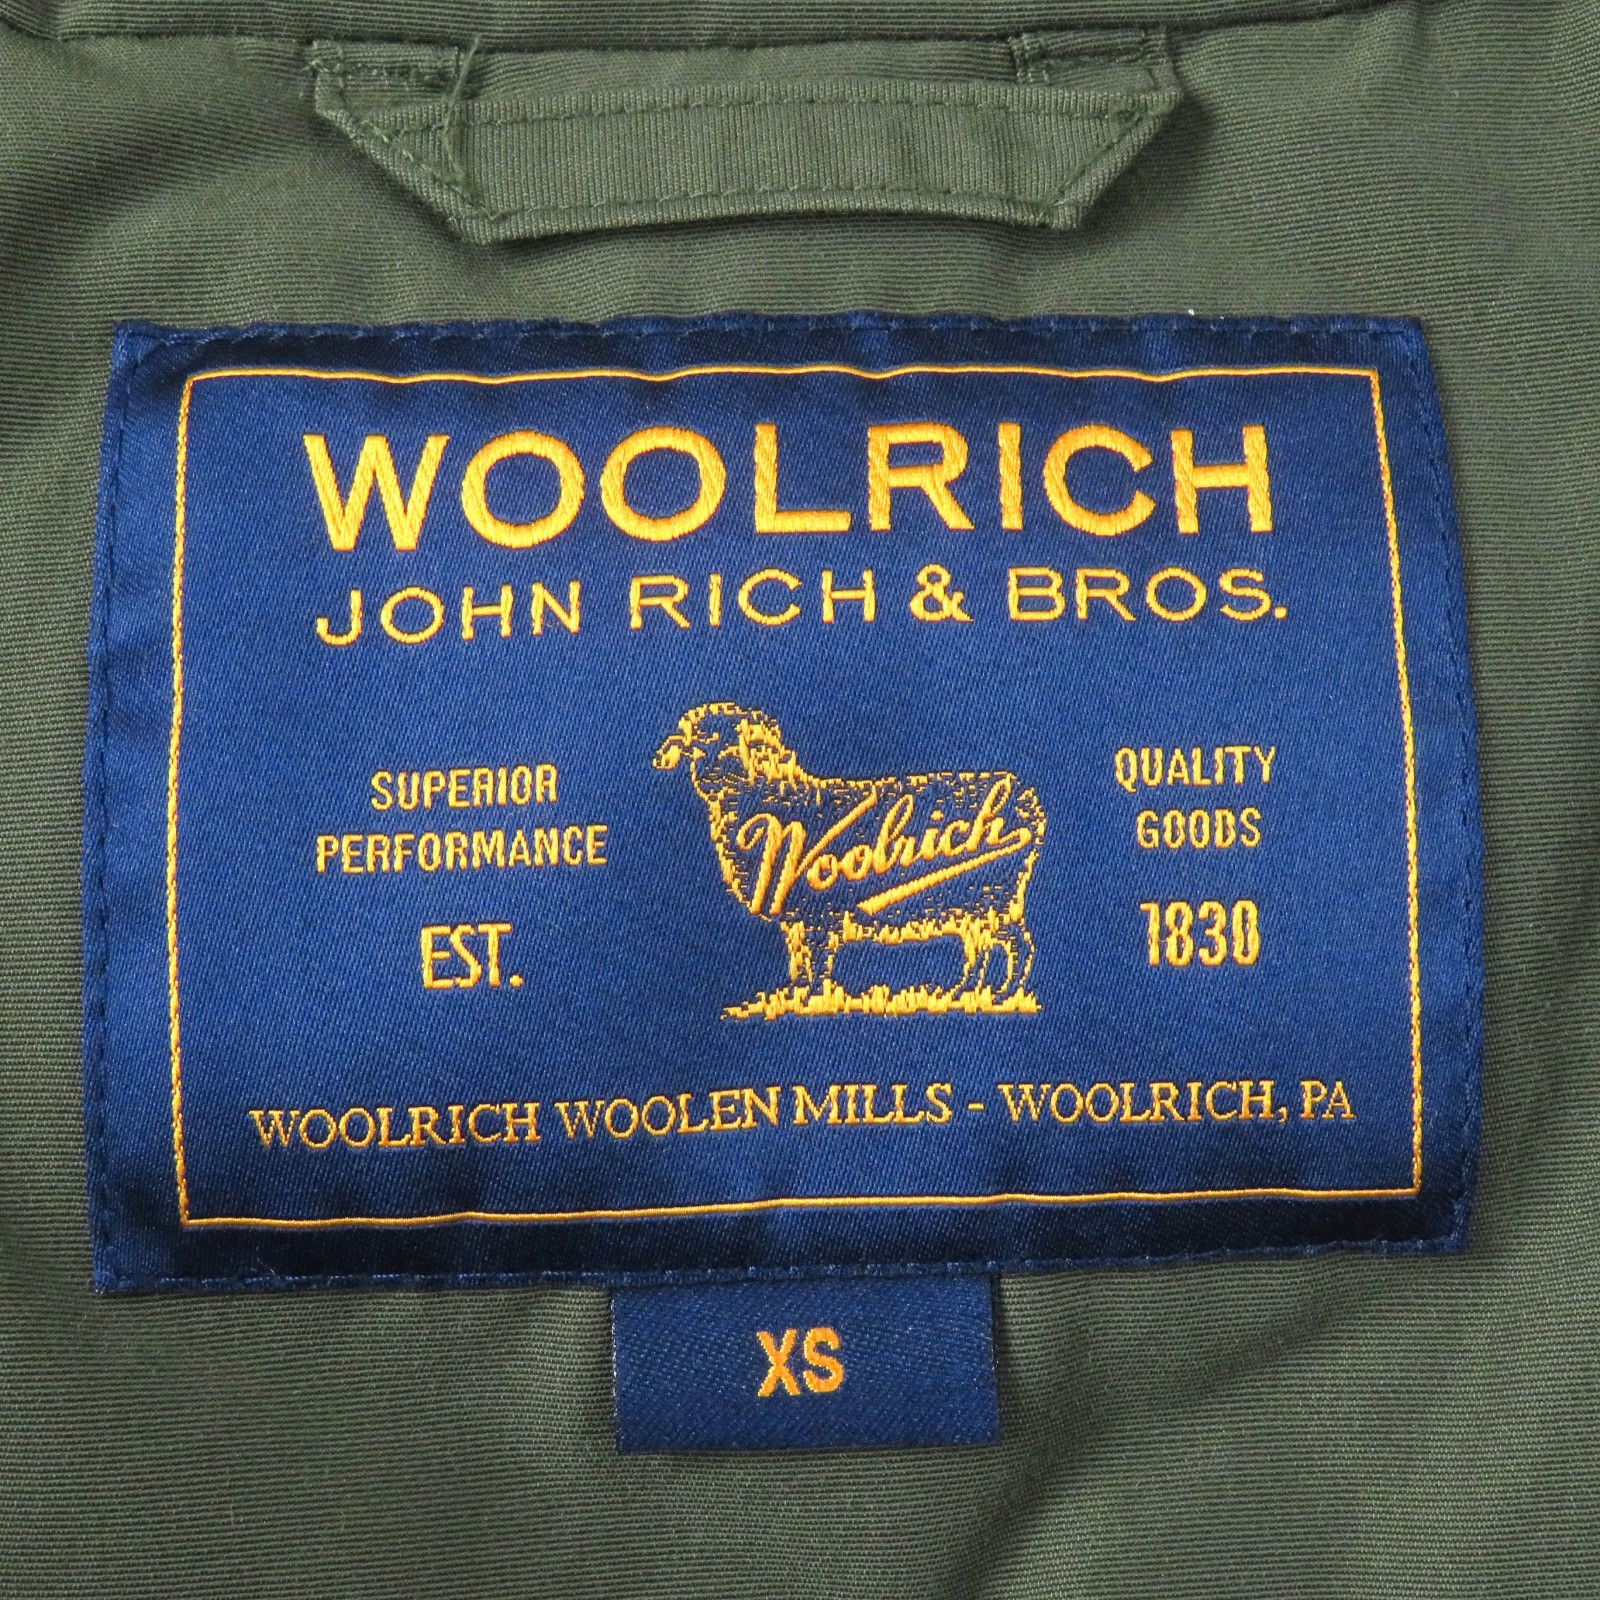 WOOLRICH
JOHN RICH & BROS.
SUPERIOR
PERFORMANCE
EST.
Woolrich
QUALITY
GOODS
1830
WOOLRICH WOOLEN MILLS - WOOLRICH, PA
XS